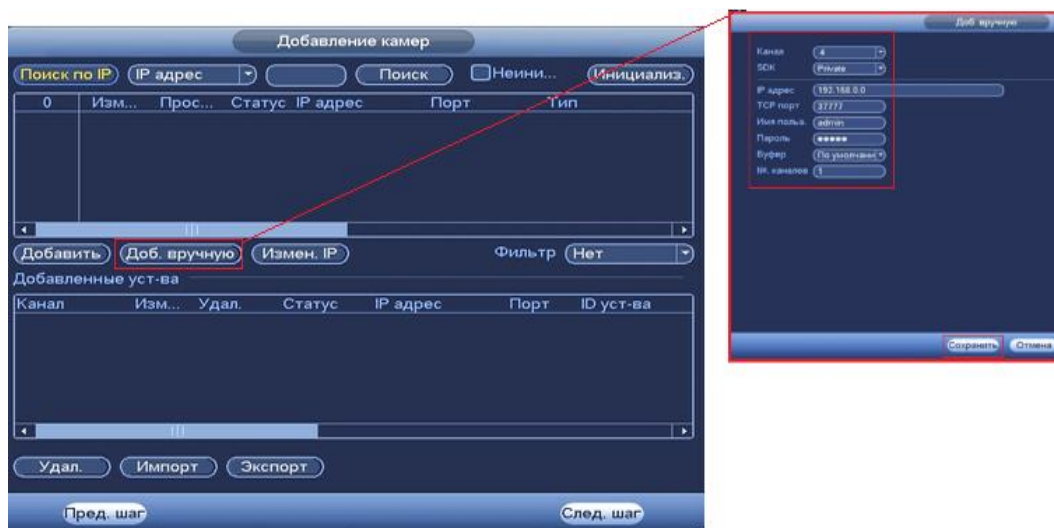 Добавление камер
Поиск по IP IP адрес Поиск Неини... Инициализ.
0 Изм... Прос... Статус IP адрес Порт Тип
Добавить Доб. вручную Измен. IP Фильтр Нет
Добавленные уст-ва
Канал Изм... Удал. Статус IP адрес Порт ID уст-ва
Удал. Импорт Экспорт
Пред. шаг След. шаг
Доб. вручную
Канал 4
SDK Private
IP адрес 192.168.0.0
TCP порт 37777
Имя польз. admin
Пароль •••••
Буфер По умолчани
№. каналов 1
Сохранить Отмена